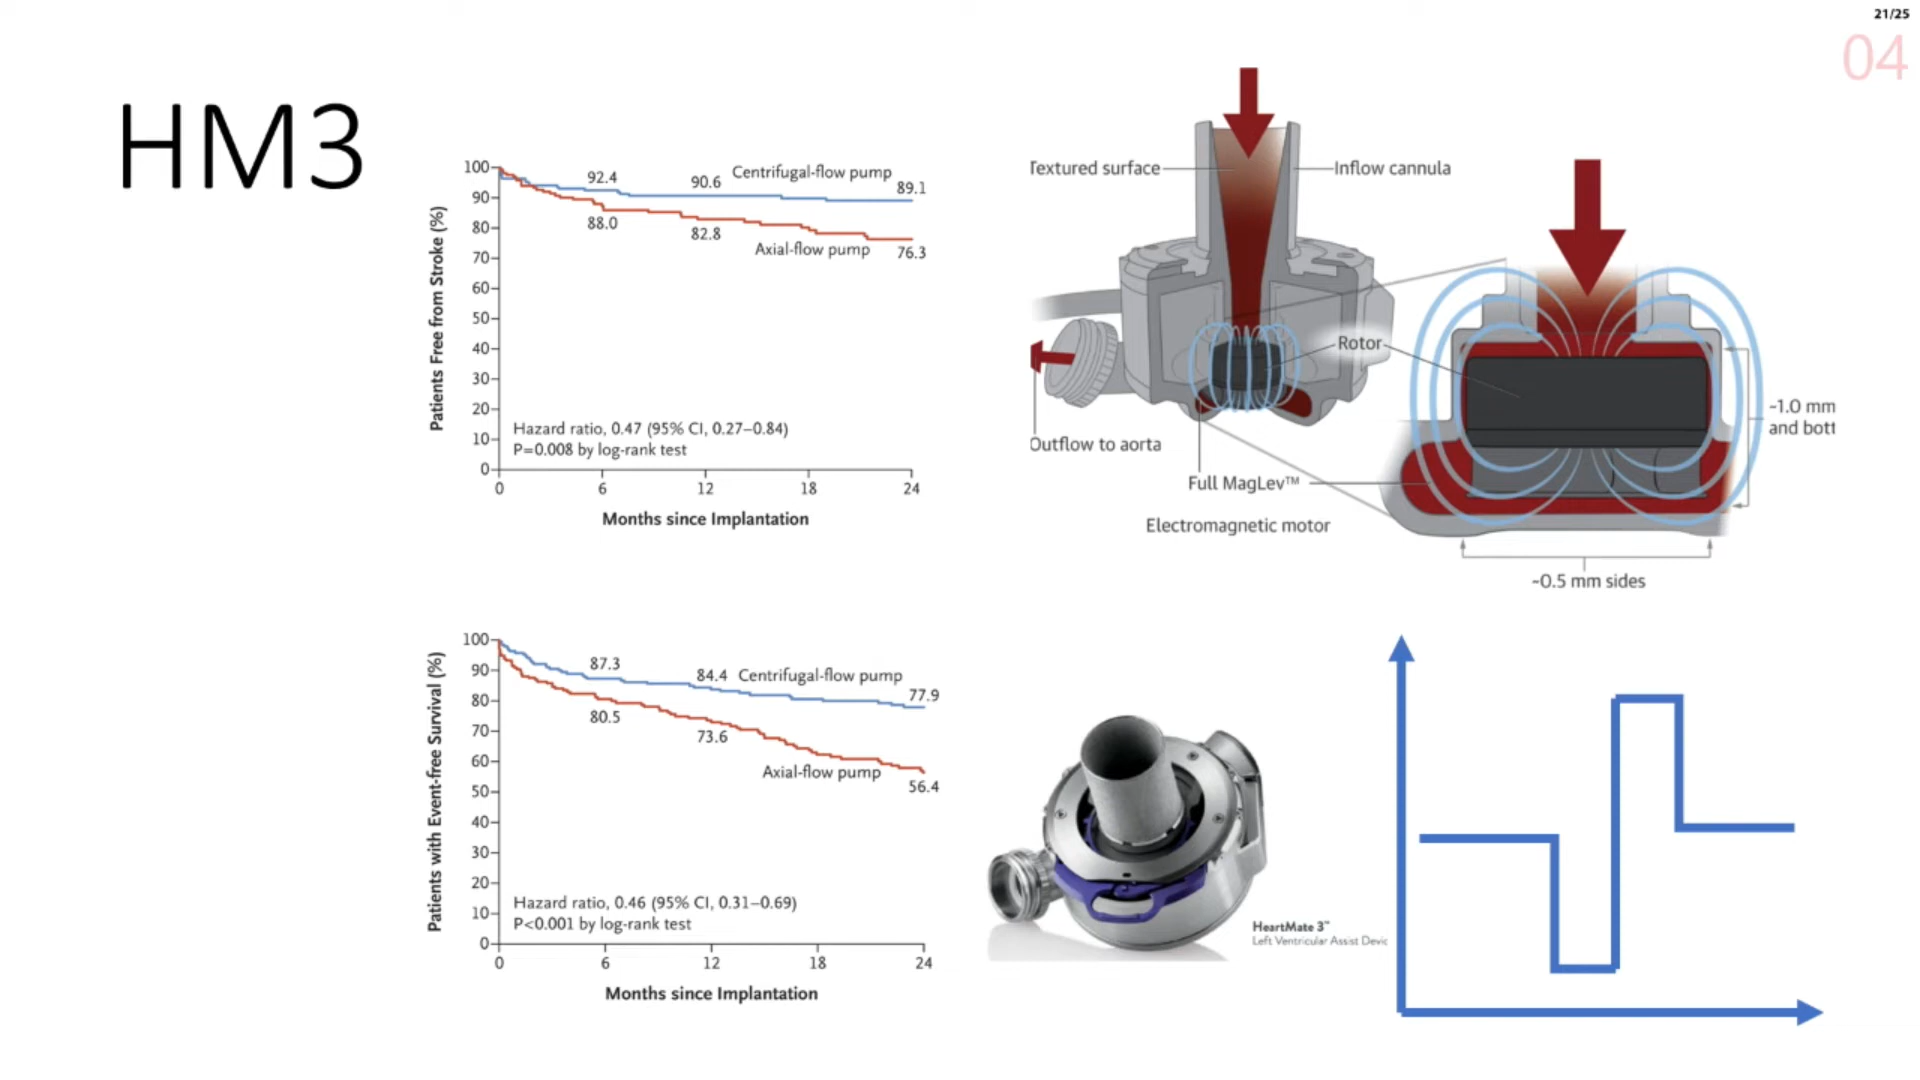 21/25
04
HM3
Patients Free from Stroke (%)
100
90
80
70
60
50
40
30
20
10
0
92.4
90.6
Centrifugal-flow pump
89.1
88.0
82.8
Axial-flow pump
76.3
Hazard ratio, 0.47 (95% CI, 0.27–0.84)
P=0.008 by log-rank test
0 6 12 18 24
Months since Implantation
Textured surface
Inflow cannula
Rotor
~1.0 mm
and bott
Outflow to aorta
Full MagLev™
Electromagnetic motor
~0.5 mm sides
Patients with Event-free Survival (%)
100
90
80
70
60
50
40
30
20
10
0
87.3
84.4
Centrifugal-flow pump
77.9
80.5
73.6
Axial-flow pump
56.4
Hazard ratio, 0.46 (95% CI, 0.31–0.69)
P<0.001 by log-rank test
0 6 12 18 24
Months since Implantation
HeartMate 3™
Left Ventricular Assist Devic